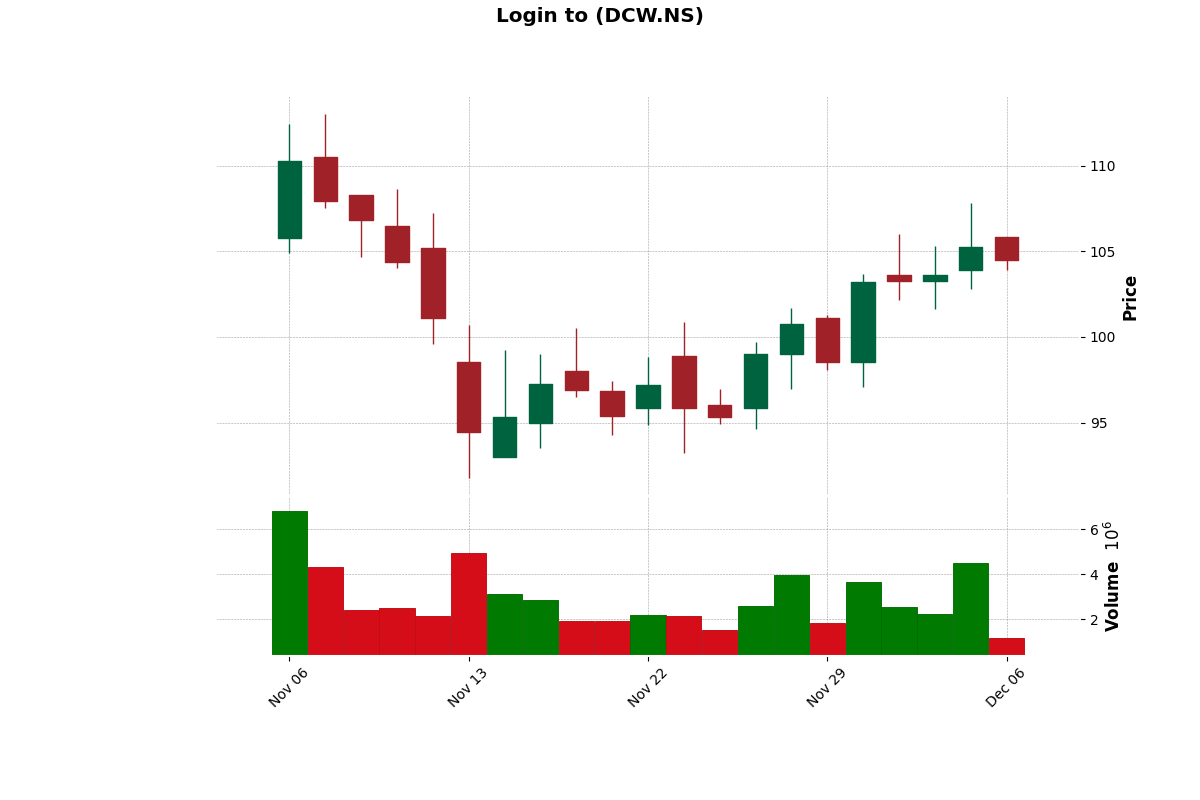 Login to (DCW.NS)
110
105
100
95
Price
6
4
2
Volume 10^6
Nov 06
Nov 13
Nov 22
Nov 29
Dec 06